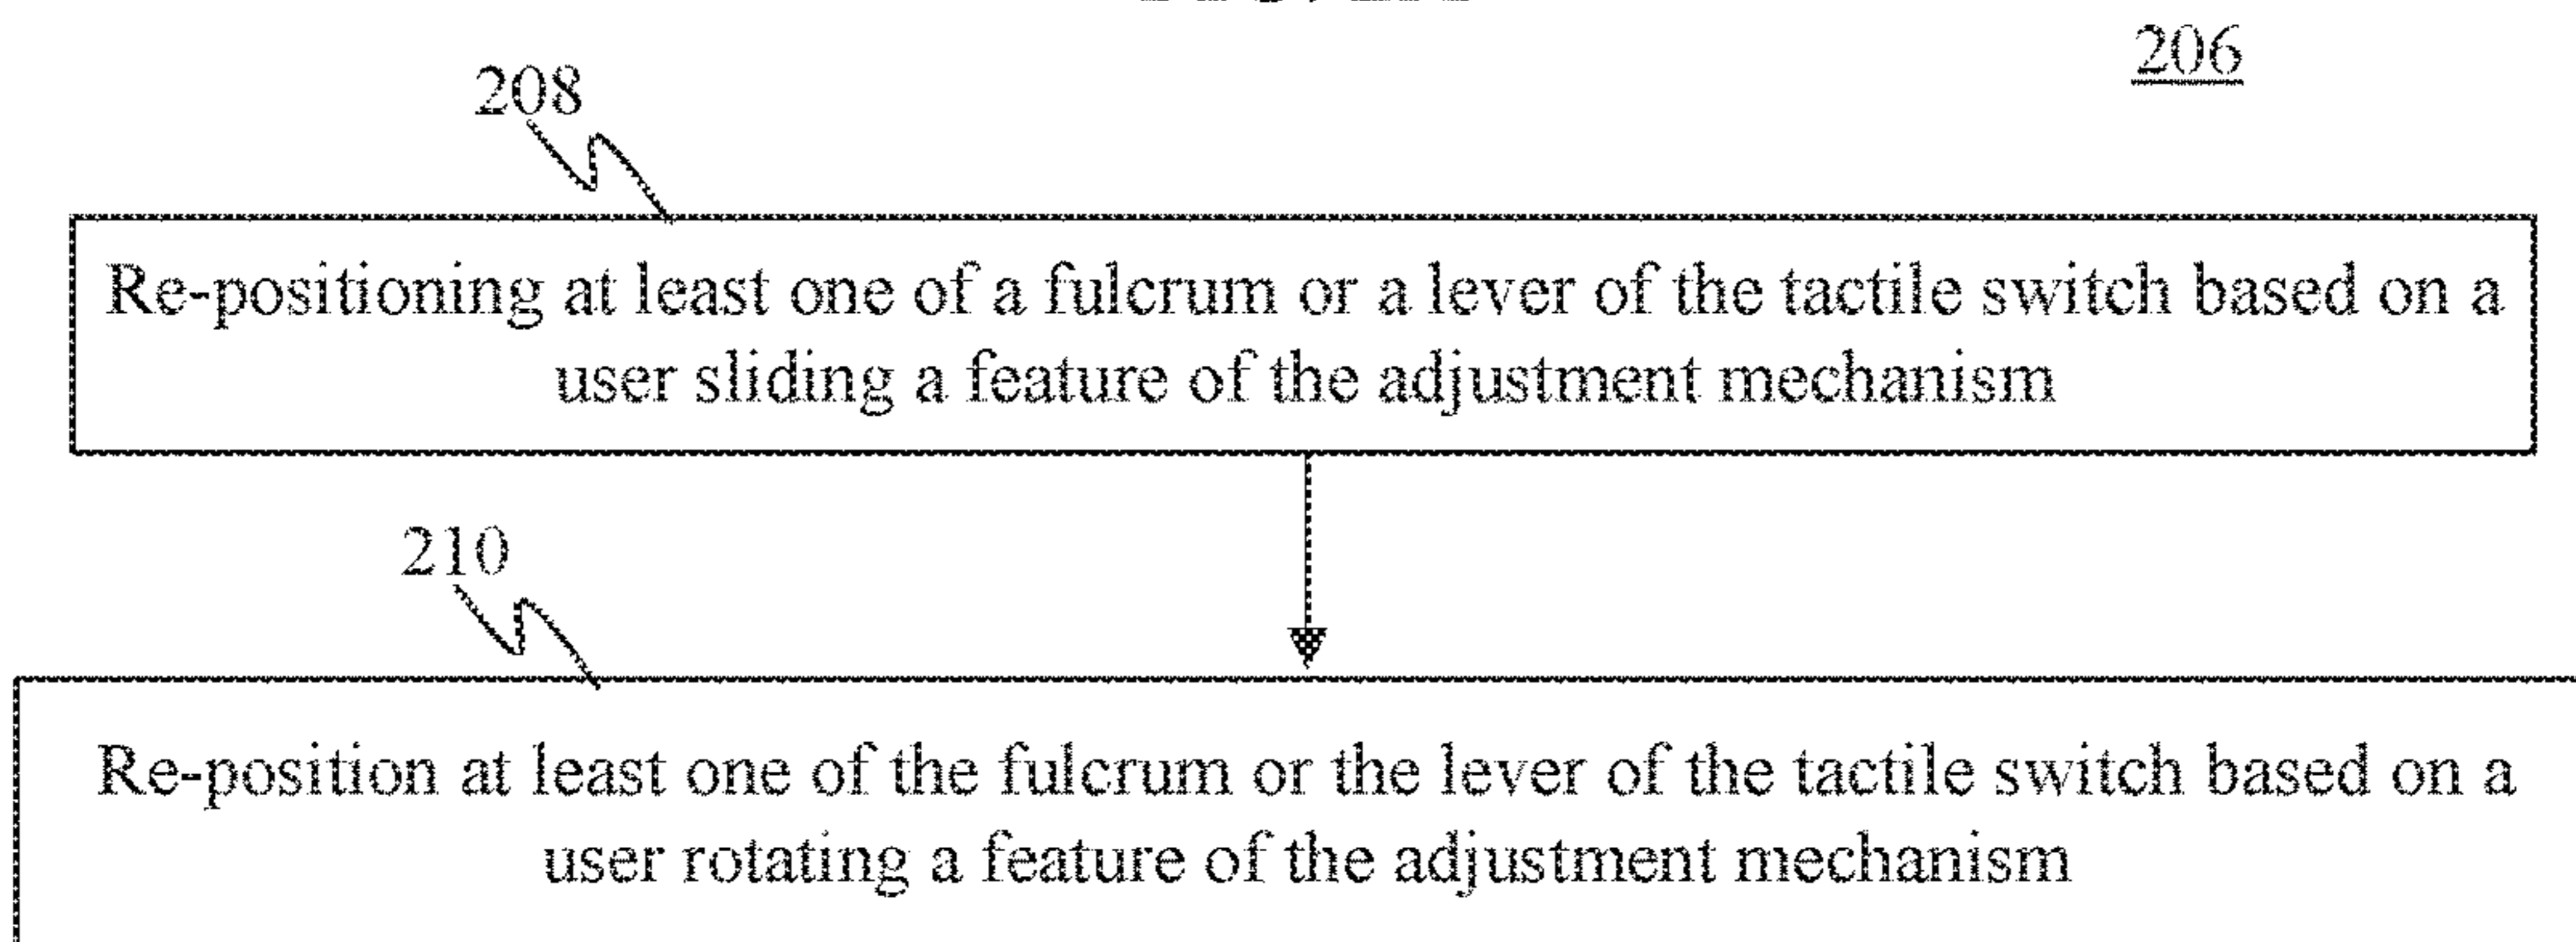 206
208
Re-positioning at least one of a fulcrum or a lever of the tactile switch based on a
user sliding a feature of the adjustment mechanism
210
Re-position at least one of the fulcrum or the lever of the tactile switch based on a
user rotating a feature of the adjustment mechanism